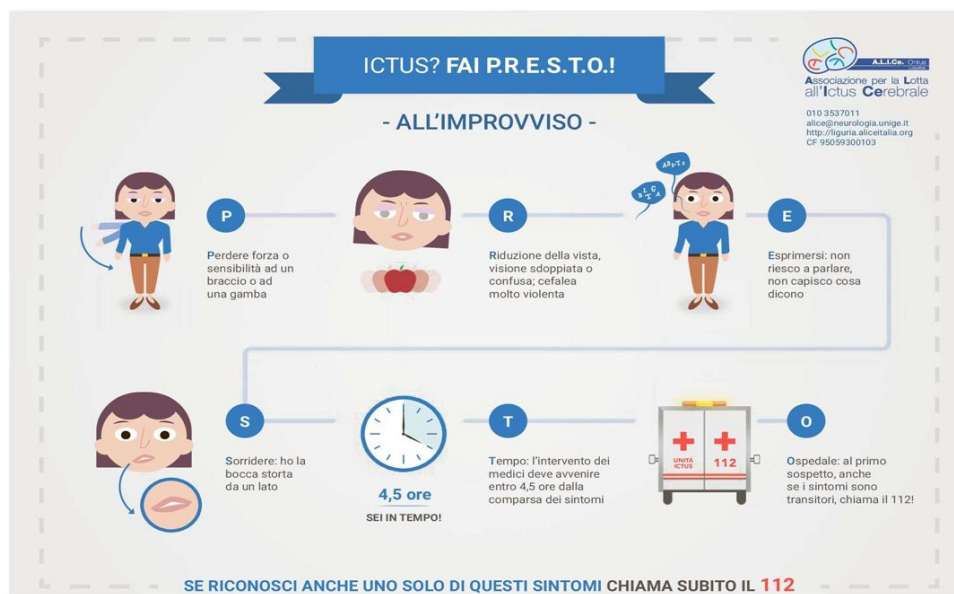 ICTUS? FAI P.R.E.S.T.O.!
- ALL'IMPROVVISO -
A.L.I.Ce. Onlus
Associazione per la Lotta
all'Ictus Cerebrale
010 3537011
alice@neurologia.unige.it
http://liguria.aliceitalia.org
CF 95059300103
P
Perdere forza o
sensibilità ad un
braccio o ad
una gamba
R
Riduzione della vista,
visione sdoppiata o
confusa; cefalea
molto violenta
E
Esprimersi: non
riesco a parlare,
non capisco cosa
dicono
S
Sorridere: ho la
bocca storta
da un lato
4,5 ore
SEI IN TEMPO!
T
Tempo: l'intervento dei
medici deve avvenire
entro 4,5 ore dalla
comparsa dei sintomi
UNITÀ
ICTUS
112
O
Ospedale: al primo
sospetto, anche
se i sintomi sono
transitori, chiama il 112!
SE RICONOSCI ANCHE UNO SOLO DI QUESTI SINTOMI CHIAMA SUBITO IL 112